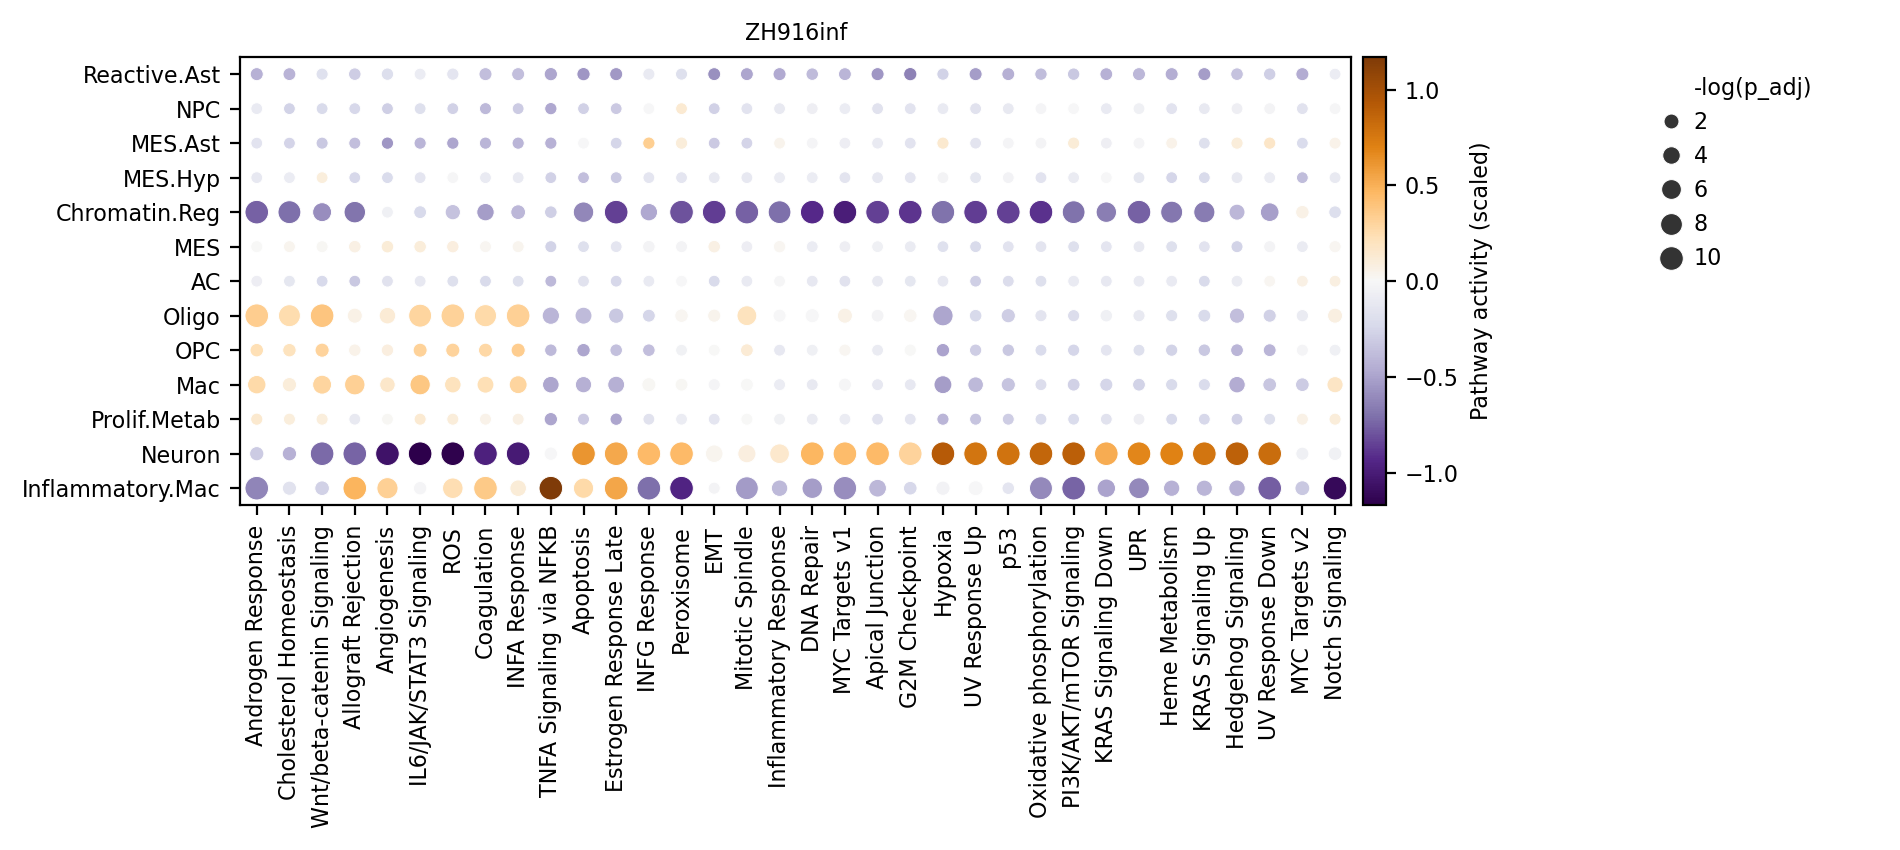 ZH916inf
Reactive.Ast
NPC
MES.Ast
MES.Hyp
Chromatin.Reg
MES
AC
Oligo
OPC
Mac
Prolif.Metab
Neuron
Inflammatory.Mac
Androgen Response
Cholesterol Homeostasis
Wnt/beta-catenin Signaling
Allograft Rejection
Angiogenesis
IL6/JAK/STAT3 Signaling
ROS
Coagulation
INFA Response
TNFA Signaling via NFKB
Apoptosis
Estrogen Response Late
INFG Response
Peroxisome
EMT
Mitotic Spindle
Inflammatory Response
DNA Repair
MYC Targets v1
Apical Junction
G2M Checkpoint
Hypoxia
UV Response Up
p53
Oxidative phosphorylation
PI3K/AKT/mTOR Signaling
KRAS Signaling Down
UPR
Heme Metabolism
KRAS Signaling Up
Hedgehog Signaling
UV Response Down
MYC Targets v2
Notch Signaling
1.0
0.5
0.0
−0.5
−1.0
Pathway activity (scaled)
-log(p_adj)
2
4
6
8
10